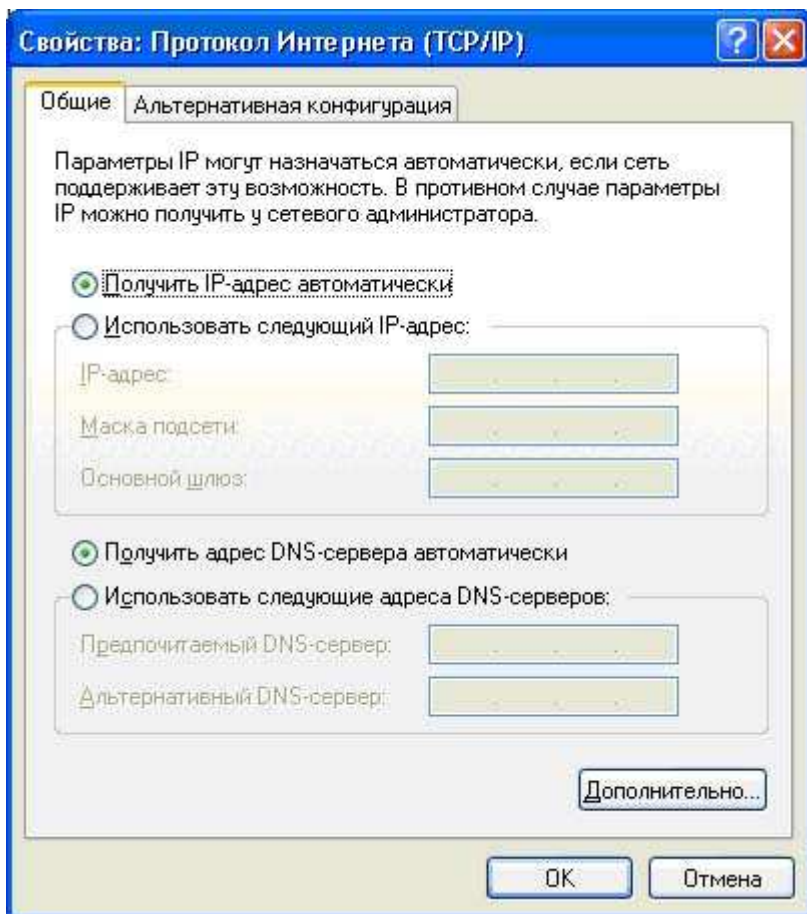 Свойства: Протокол Интернета (TCP/IP)
Общие
Альтернативная конфигурация
Параметры IP могут назначаться автоматически, если сеть
поддерживает эту возможность. В противном случае параметры
IP можно получить у сетевого администратора.
Получить IP-адрес автоматически
Использовать следующий IP-адрес:
IP-адрес:
Маска подсети:
Основной шлюз:
Получить адрес DNS-сервера автоматически
Использовать следующие адреса DNS-серверов:
Предпочитаемый DNS-сервер:
Альтернативный DNS-сервер:
Дополнительно...
OK
Отмена